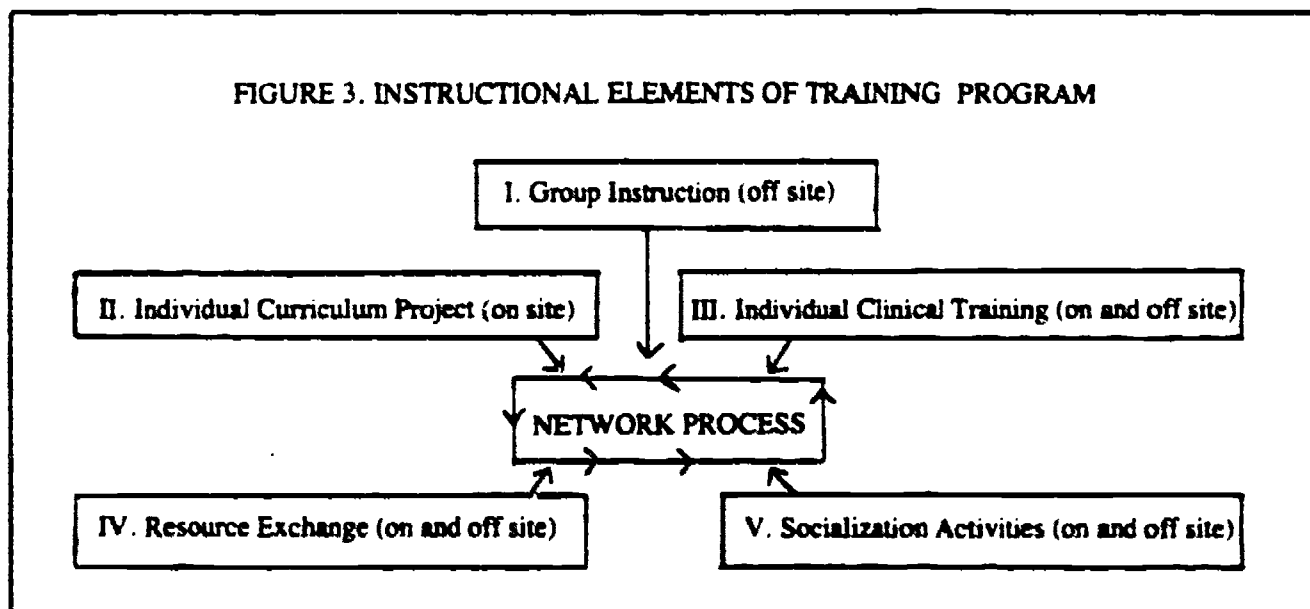 FIGURE 3. INSTRUCTIONAL ELEMENTS OF TRAINING PROGRAM
I. Group Instruction (off site)
II. Individual Curriculum Project (on site)
III. Individual Clinical Training (on and off site)
NETWORK PROCESS
IV. Resource Exchange (on and off site)
V. Socialization Activities (on and off site)